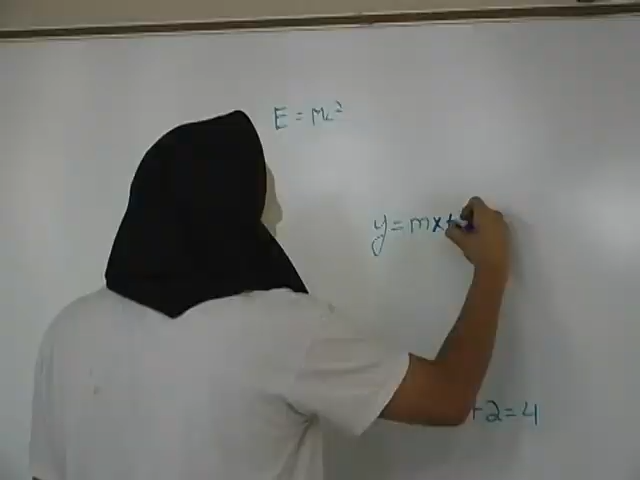 E = mc²
y = mx+
+2=4